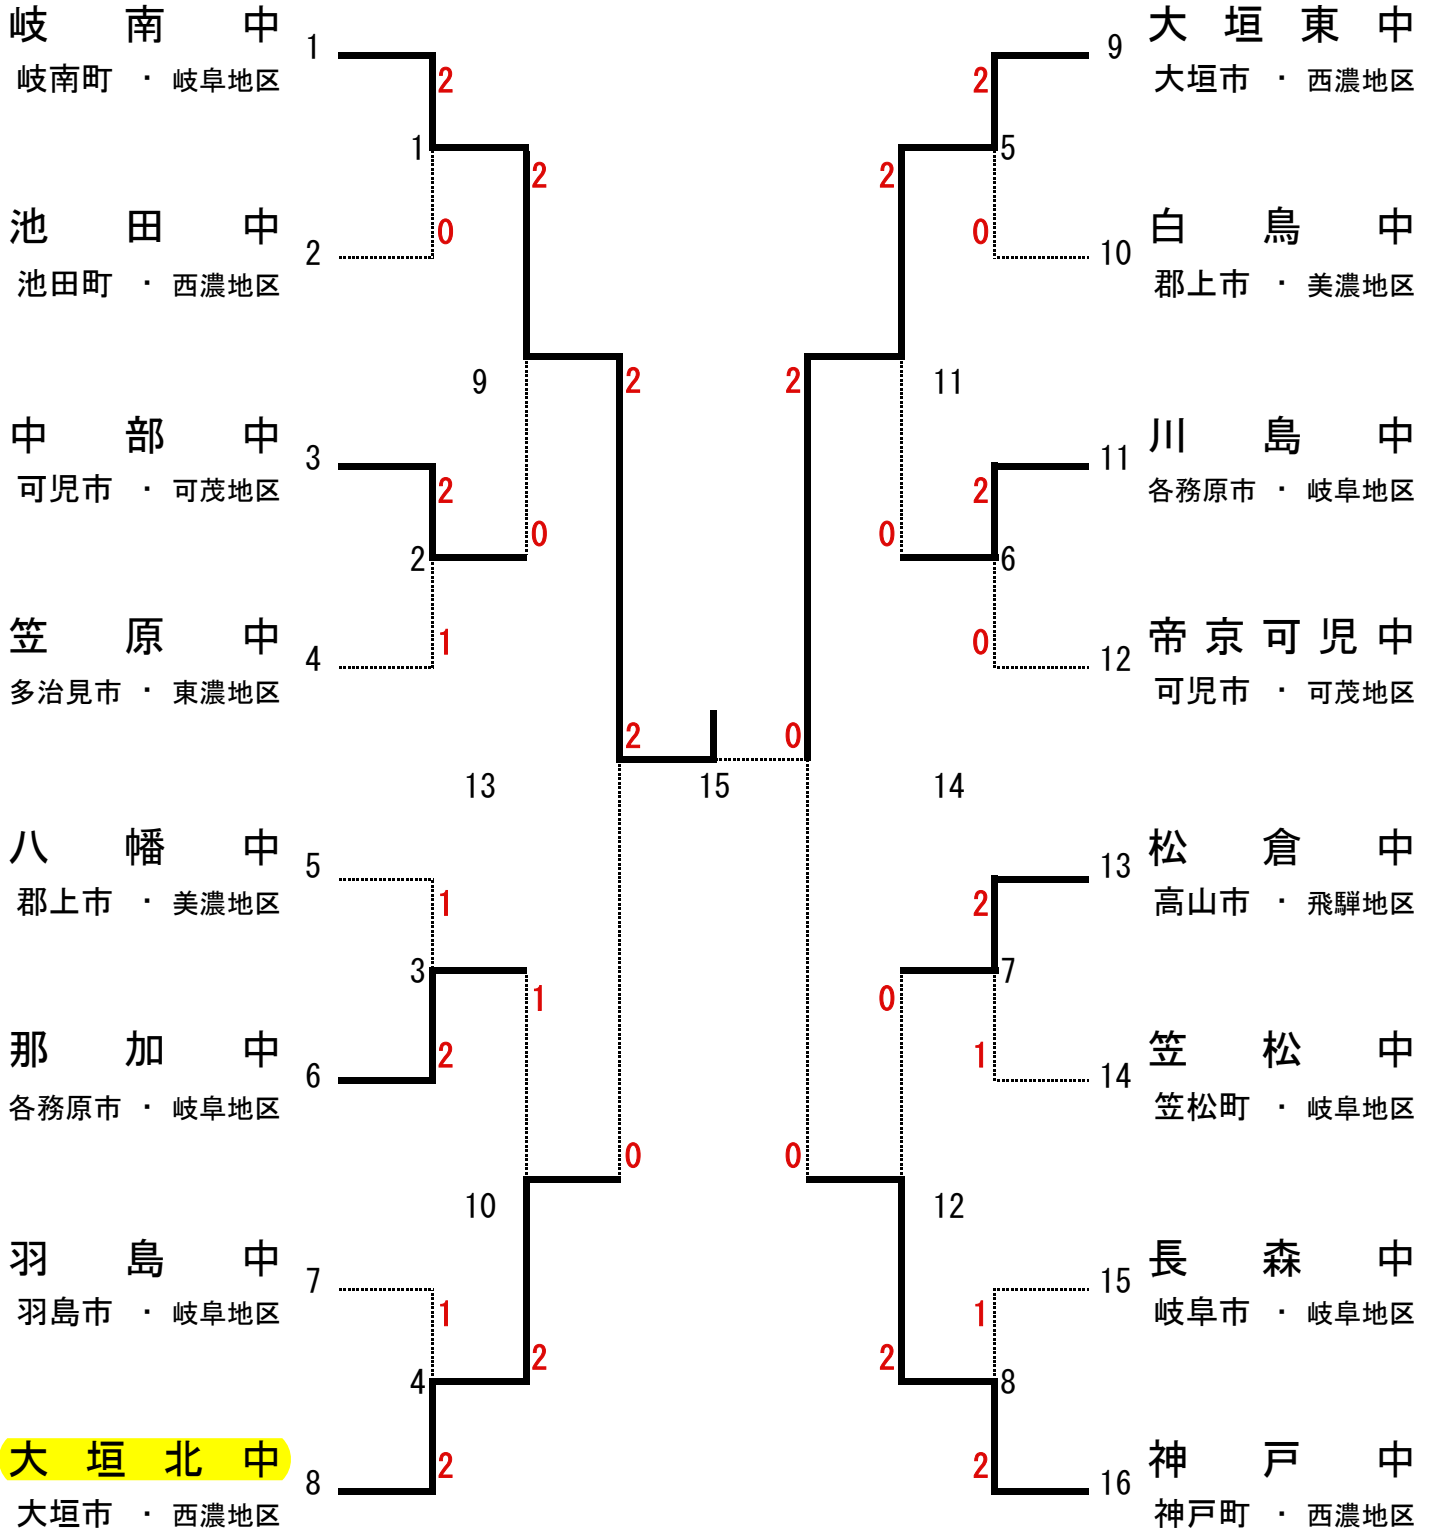 岐南中 1
岐南町 ・ 岐阜地区
2
1
2
池田中 2
0
池田町 ・ 西濃地区
9
2
中部中 3
可児市 ・ 可茂地区
2
0
2
笠原中 4
1
多治見市 ・ 東濃地区
2
13
八幡中 5
郡上市 ・ 美濃地区
1
3
1
那加中 6
2
各務原市 ・ 岐阜地区
0
10
羽島中 7
羽島市 ・ 岐阜地区
1
2
4
大垣北中 8
2
大垣市 ・ 西濃地区
15
9 大垣東中
大垣市 ・ 西濃地区
2
5
2
10 白鳥中
0
郡上市 ・ 美濃地区
2
11
11 川島中
各務原市 ・ 岐阜地区
2
0
6
12 帝京可児中
0
可児市 ・ 可茂地区
0
14
13 松倉中
高山市 ・ 飛騨地区
2
7
0
14 笠松中
1
笠松町 ・ 岐阜地区
0
12
15 長森中
岐阜市 ・ 岐阜地区
1
2
8
16 神戸中
2
神戸町 ・ 西濃地区